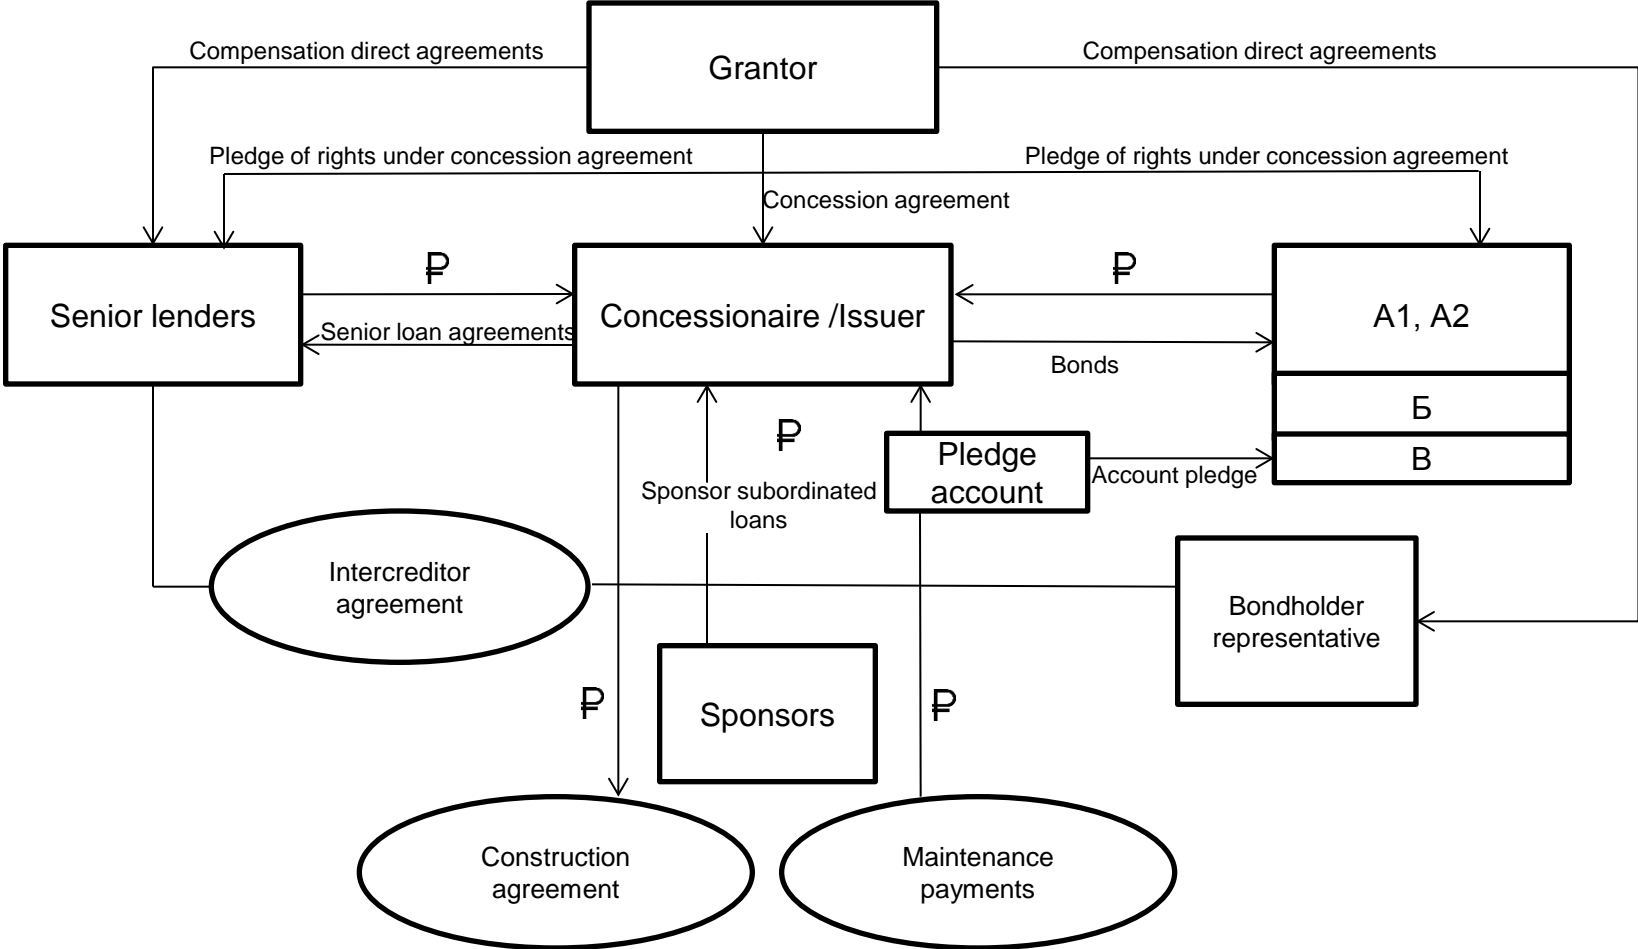 Compensation direct agreements
Compensation direct agreements
Grantor
Pledge of rights under concession agreement
Pledge of rights under concession agreement
Concession agreement
₽
₽
Senior lenders
Concessionaire /Issuer
А1, А2
Senior loan agreements
Bonds
Б
₽
Pledge
account
В
Account pledge
Sponsor subordinated
loans
Intercreditor
agreement
Bondholder
representative
₽
Sponsors
₽
Construction
agreement
Maintenance
payments